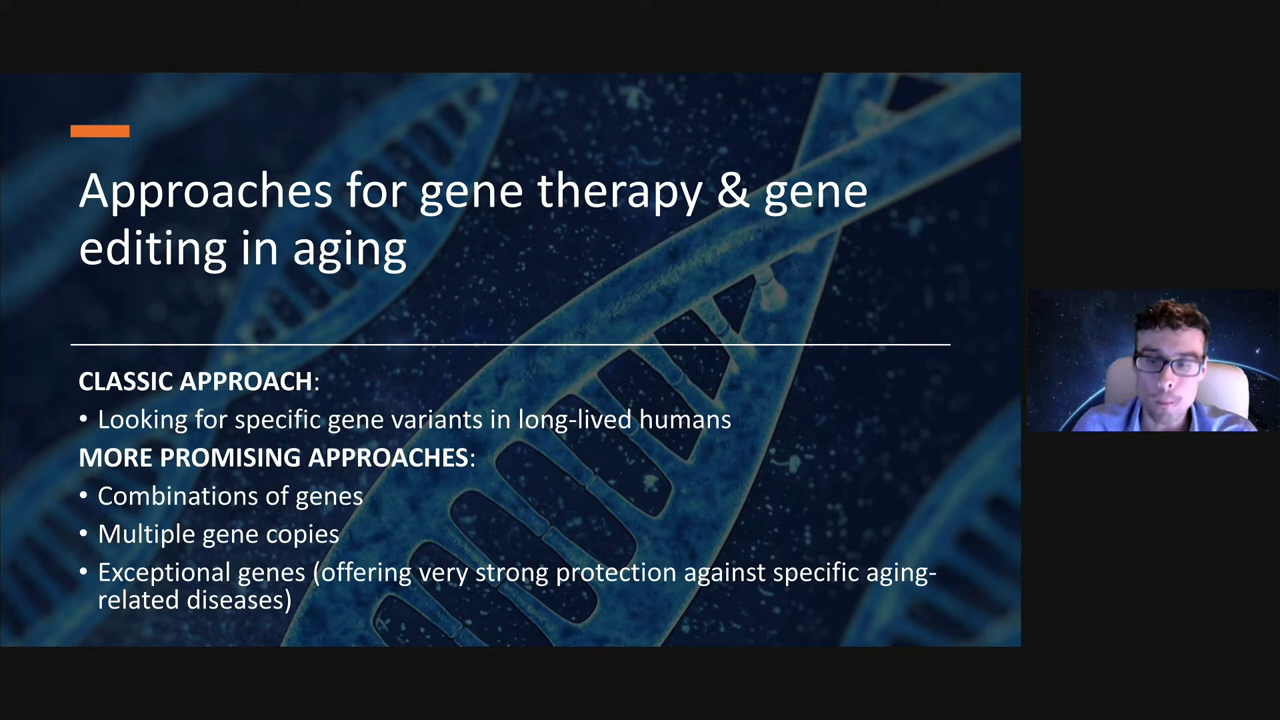 Approaches for gene therapy & gene
editing in aging
CLASSIC APPROACH:
• Looking for specific gene variants in long-lived humans
MORE PROMISING APPROACHES:
• Combinations of genes
• Multiple gene copies
• Exceptional genes (offering very strong protection against specific aging-
related diseases)